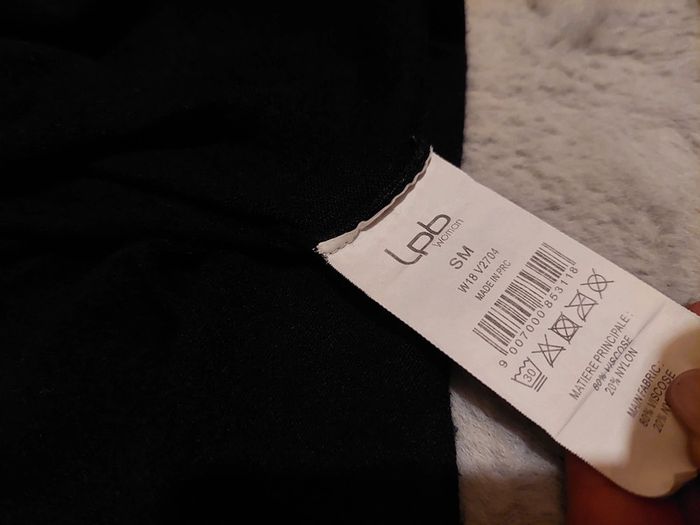 Lpb
woman
SM
W18 V2704
MADE IN PRC
9 007000 853118
30
MATIERE PRINCIPALE:
80% VISCOSE
20% NYLON
MAIN FABRIC:
80% VISCOSE
20%